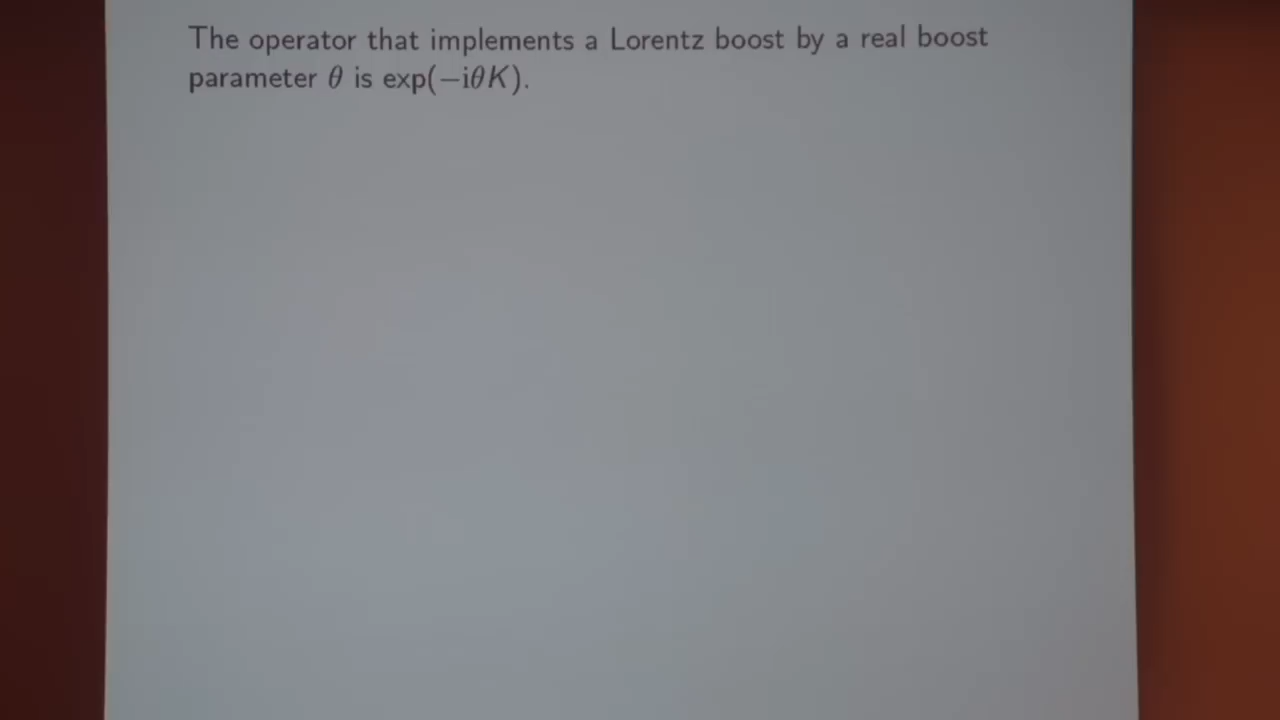 The operator that implements a Lorentz boost by a real boost
parameter θ is exp(−iθK).